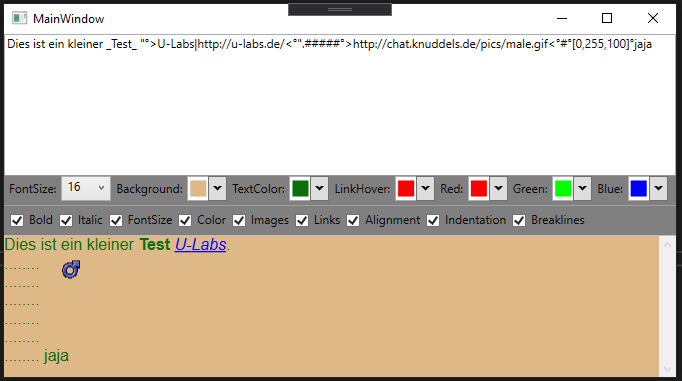 MainWindow
Dies ist ein kleiner _Test_ "°>U-Labs|http://u-labs.de/<°".#####°>http://chat.knuddels.de/pics/male.gif<°#°[0,255,100]°jaja
FontSize: 16 Background: TextColor: LinkHover: Red: Green: Blue:
Bold Italic FontSize Color Images Links Alignment Indentation Breaklines
Dies ist ein kleiner Test U-Labs.
........
........
........
........
........
........ jaja